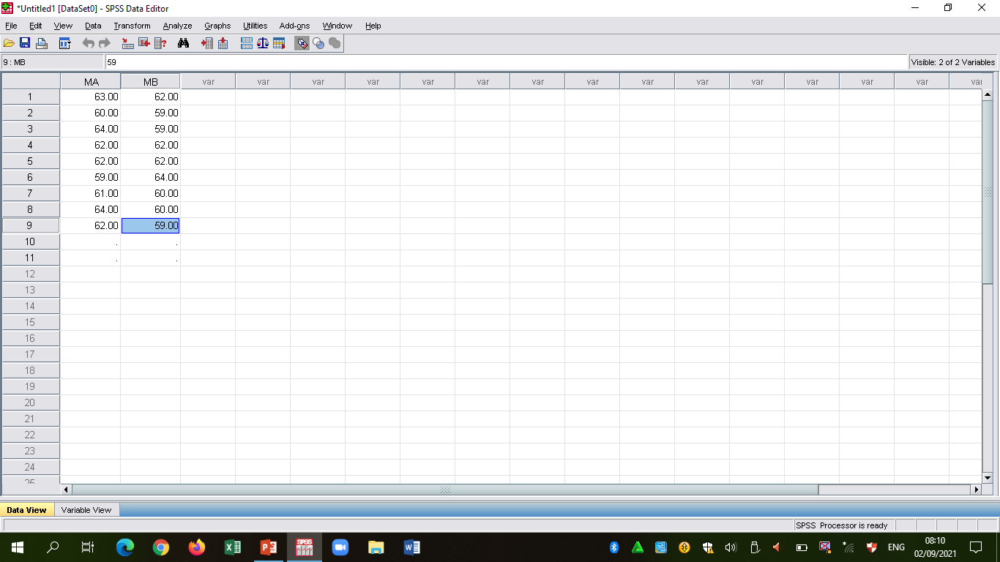 *Untitled1 [DataSet0] - SPSS Data Editor
File Edit View Data Transform Analyze Graphs Utilities Add-ons Window Help
9 : MB 59 Visible: 2 of 2 Variables
MA MB var var var var var var var var var var var var var var var
1 63.00 62.00
2 60.00 59.00
3 64.00 59.00
4 62.00 62.00
5 62.00 62.00
6 59.00 64.00
7 61.00 60.00
8 64.00 60.00
9 62.00 59.00
10 . .
11 . .
12
13
14
15
16
17
18
19
20
21
22
23
24
25
Data View Variable View
SPSS Processor is ready
SPSS
ENG 08:10
02/09/2021